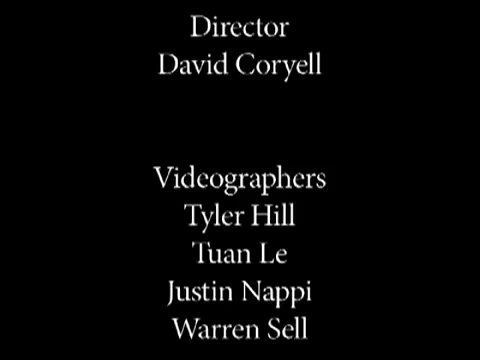 Director
David Coryell
Videographers
Tyler Hill
Tuan Le
Justin Nappi
Warren Sell